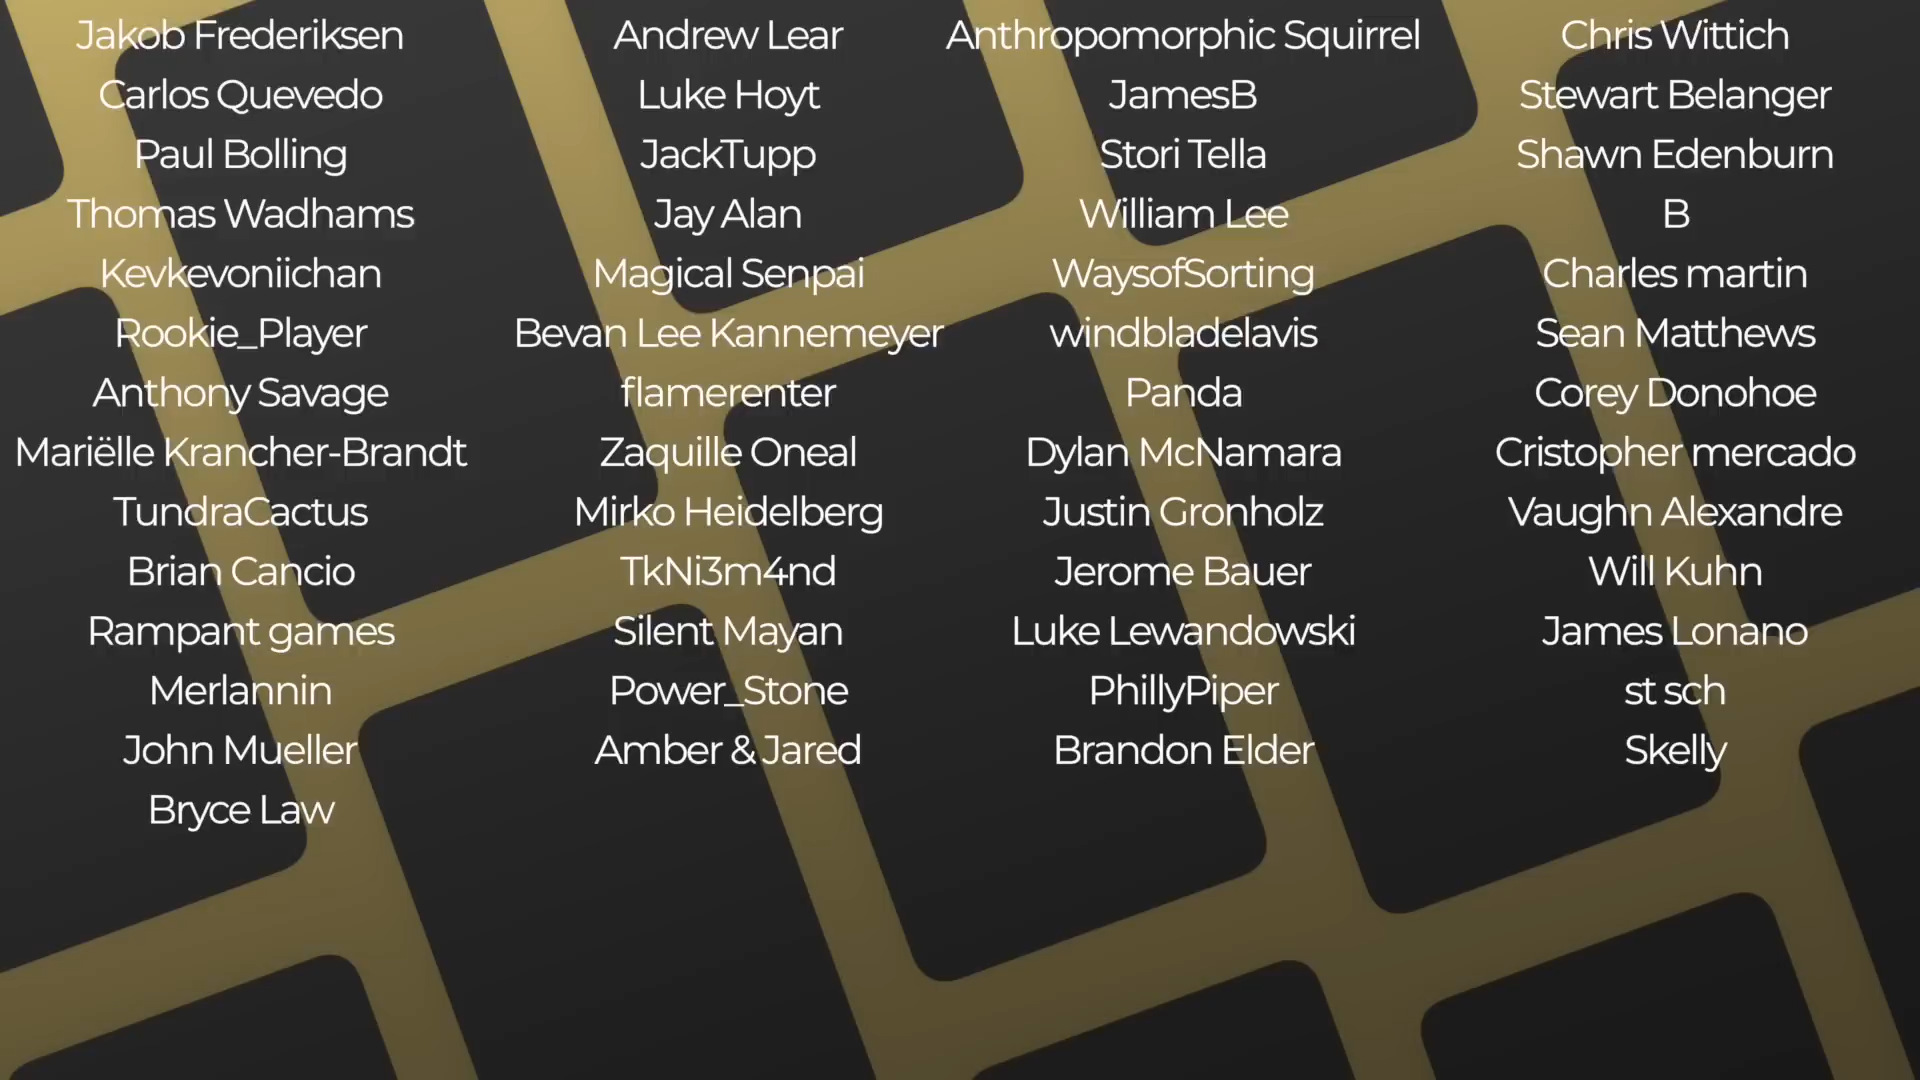 Jakob Frederiksen
Carlos Quevedo
Paul Bolling
Thomas Wadhams
Kevkevoniichan
Rookie_Player
Anthony Savage
Mariëlle Krancher-Brandt
TundraCactus
Brian Cancio
Rampant games
Merlannin
John Mueller
Bryce Law
Andrew Lear
Luke Hoyt
JackTupp
Jay Alan
Magical Senpai
Bevan Lee Kannemeyer
flamerenter
Zaquille Oneal
Mirko Heidelberg
TkNi3m4nd
Silent Mayan
Power_Stone
Amber & Jared
Anthropomorphic Squirrel
JamesB
Stori Tella
William Lee
WaysofSorting
windbladelavis
Panda
Dylan McNamara
Justin Gronholz
Jerome Bauer
Luke Lewandowski
PhillyPiper
Brandon Elder
Chris Wittich
Stewart Belanger
Shawn Edenburn
B
Charles martin
Sean Matthews
Corey Donohoe
Cristopher mercado
Vaughn Alexandre
Will Kuhn
James Lonano
st sch
Skelly